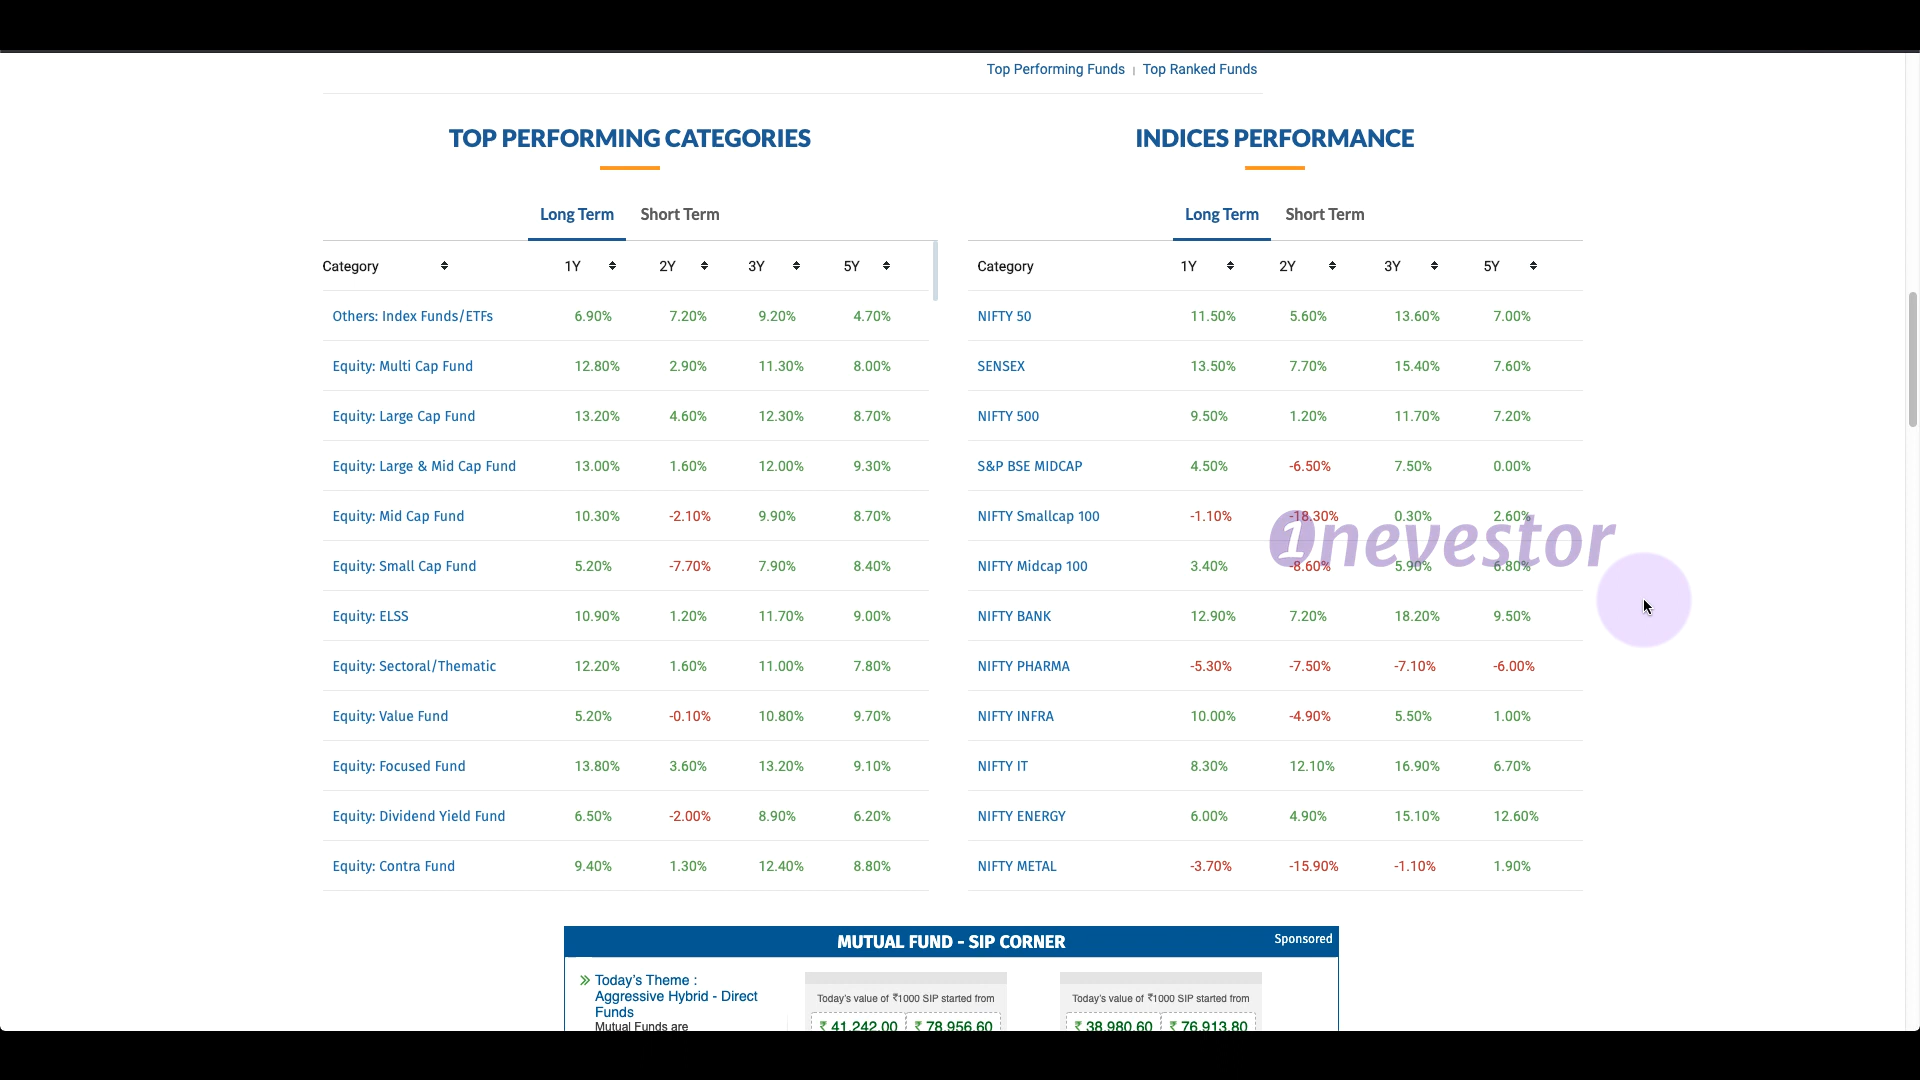 Top Performing Funds | Top Ranked Funds
TOP PERFORMING CATEGORIES
Long Term Short Term
Category 1Y 2Y 3Y 5Y
Others: Index Funds/ETFs 6.90% 7.20% 9.20% 4.70%
Equity: Multi Cap Fund 12.80% 2.90% 11.30% 8.00%
Equity: Large Cap Fund 13.20% 4.60% 12.30% 8.70%
Equity: Large & Mid Cap Fund 13.00% 1.60% 12.00% 9.30%
Equity: Mid Cap Fund 10.30% -2.10% 9.90% 8.70%
Equity: Small Cap Fund 5.20% -7.70% 7.90% 8.40%
Equity: ELSS 10.90% 1.20% 11.70% 9.00%
Equity: Sectoral/Thematic 12.20% 1.60% 11.00% 7.80%
Equity: Value Fund 5.20% -0.10% 10.80% 9.70%
Equity: Focused Fund 13.80% 3.60% 13.20% 9.10%
Equity: Dividend Yield Fund 6.50% -2.00% 8.90% 6.20%
Equity: Contra Fund 9.40% 1.30% 12.40% 8.80%
INDICES PERFORMANCE
Long Term Short Term
Category 1Y 2Y 3Y 5Y
NIFTY 50 11.50% 5.60% 13.60% 7.00%
SENSEX 13.50% 7.70% 15.40% 7.60%
NIFTY 500 9.50% 1.20% 11.70% 7.20%
S&P BSE MIDCAP 4.50% -6.50% 7.50% 0.00%
NIFTY Smallcap 100 -1.10% -18.30% 0.30% 2.60%
1nevestor
NIFTY Midcap 100 3.40% -8.60% 5.90% 6.80%
NIFTY BANK 12.90% 7.20% 18.20% 9.50%
NIFTY PHARMA -5.30% -7.50% -7.10% -6.00%
NIFTY INFRA 10.00% -4.90% 5.50% 1.00%
NIFTY IT 8.30% 12.10% 16.90% 6.70%
NIFTY ENERGY 6.00% 4.90% 15.10% 12.60%
NIFTY METAL -3.70% -15.90% -1.10% 1.90%
MUTUAL FUND - SIP CORNER Sponsored
Today's Theme :
Aggressive Hybrid - Direct
Funds
Mutual Funds are
Today's value of ₹1000 SIP started from
₹ 41,242.00 ₹ 78,956.60
Today's value of ₹1000 SIP started from
₹ 38,980.60 ₹ 76,913.80